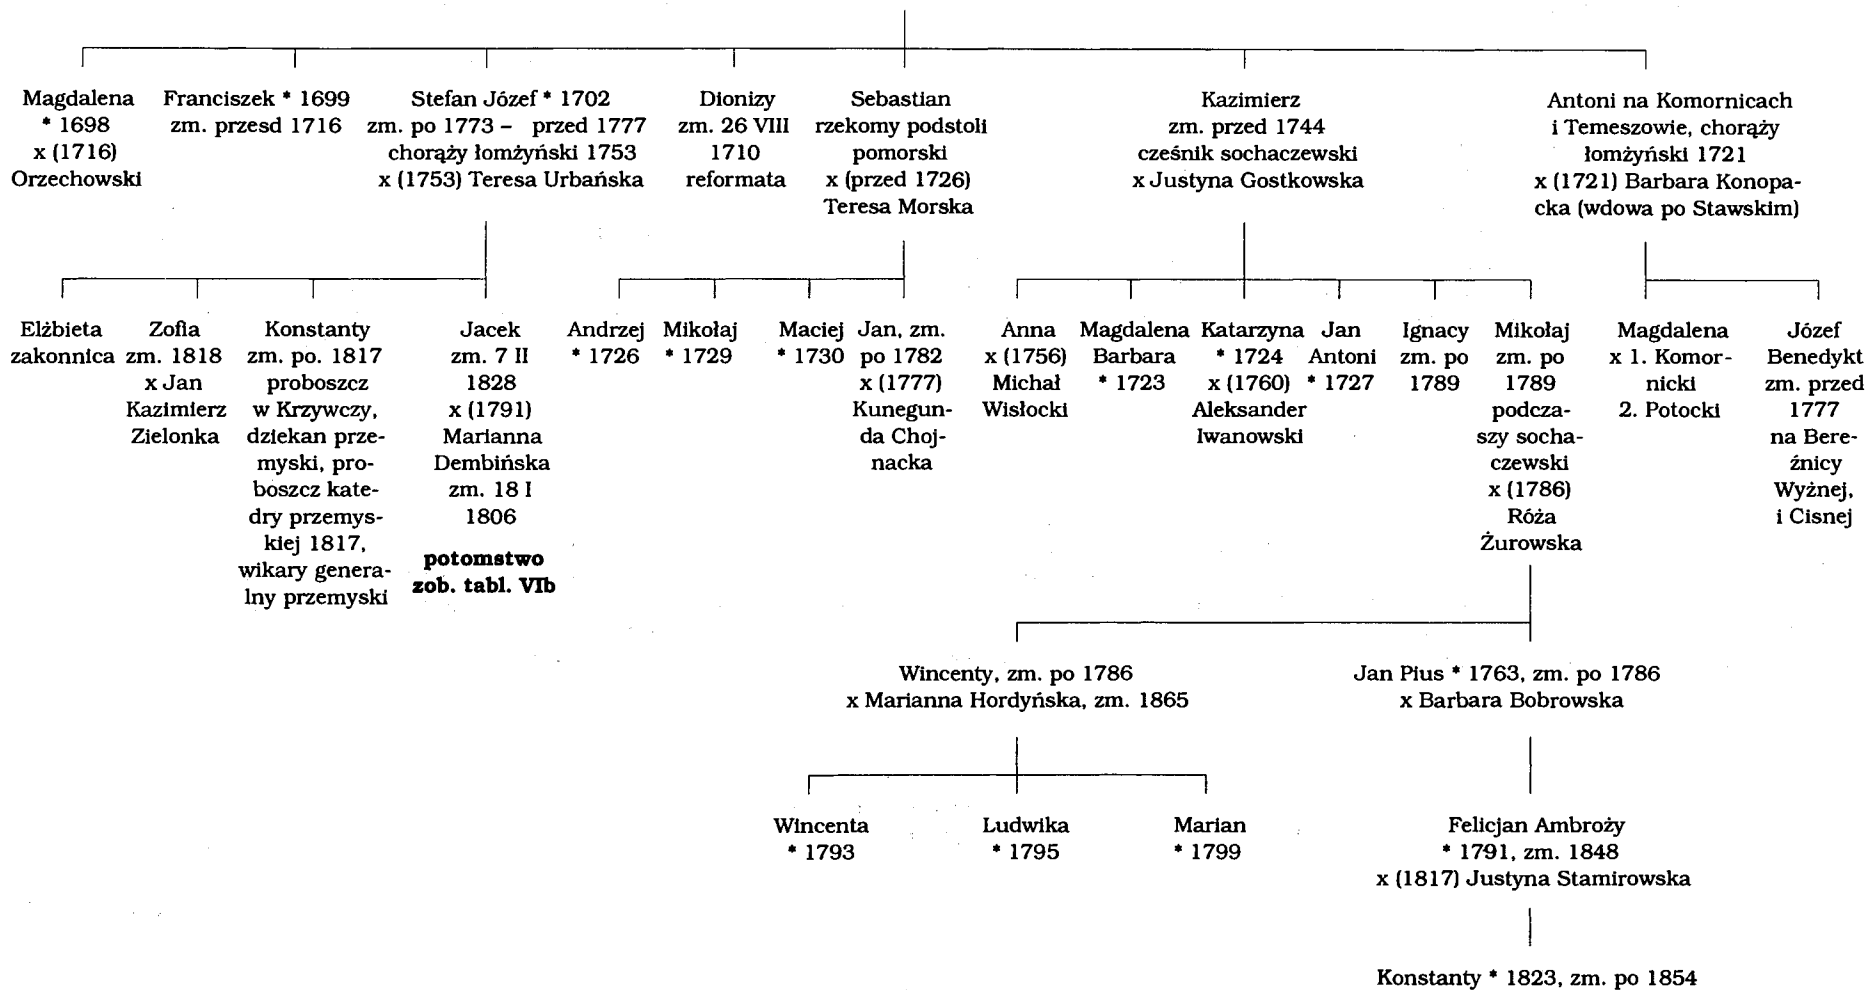 Magdalena
* 1698
x (1716)
Orzechowski
Franciszek * 1699
zm. przesd 1716
Stefan Józef * 1702
zm. po 1773 – przed 1777
chorąży łomżyński 1753
x (1753) Teresa Urbańska
Dionizy
zm. 26 VIII
1710
reformata
Sebastian
rzekomy podstoli
pomorski
x (przed 1726)
Teresa Morska
Kazimierz
zm. przed 1744
cześnik sochaczewski
x Justyna Gostkowska
Antoni na Komornicach
i Temeszowie, chorąży
łomżyński 1721
x (1721) Barbara Konopa-
cka (wdowa po Stawskim)
Elżbieta
zakonnica
Zofia
zm. 1818
x Jan
Kazimierz
Zielonka
Konstanty
zm. po. 1817
proboszcz
w Krzywczy,
dziekan prze-
myski, pro-
boszcz kate-
dry przemys-
kiej 1817,
wikary genera-
lny przemyski
Jacek
zm. 7 II
1828
x (1791)
Marianna
Dembińska
zm. 18 I
1806
potomstwo
zob. tabl. VIb
Andrzej
* 1726
Mikołaj
* 1729
Maciej
* 1730
Jan, zm.
po 1782
x (1777)
Kunegun-
da Choj-
nacka
Anna
x (1756)
Michał
Wisłocki
Magdalena
Barbara
* 1723
Katarzyna
* 1724
x (1760)
Aleksander
Iwanowski
Jan
Antoni
* 1727
Ignacy
zm. po
1789
Mikołaj
zm. po
1789
podcza-
szy socha-
czewski
x (1786)
Róża
Żurowska
Magdalena
x 1. Komor-
nicki
2. Potocki
Józef
Benedykt
zm. przed
1777
na Bere-
źnicy
Wyżnej,
i Cisnej
Wincenty, zm. po 1786
x Marianna Hordyńska, zm. 1865
Jan Pius * 1763, zm. po 1786
x Barbara Bobrowska
Wincenta
* 1793
Ludwika
* 1795
Marian
* 1799
Felicjan Ambroży
* 1791, zm. 1848
x (1817) Justyna Stamirowska
Konstanty * 1823, zm. po 1854